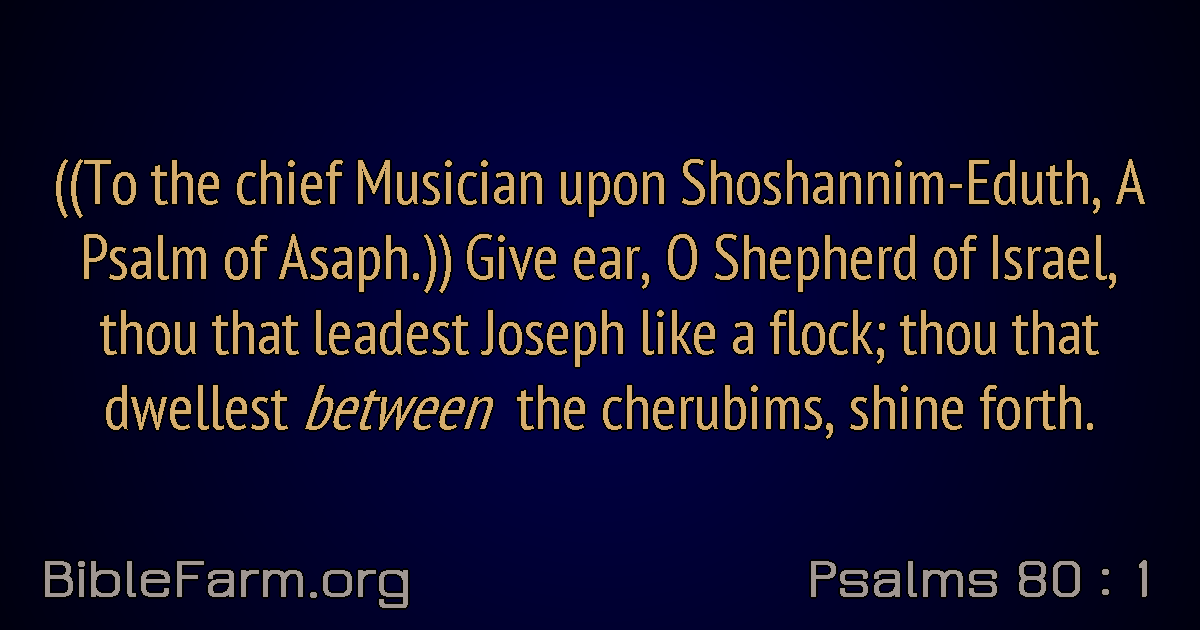 ((To the chief Musician upon Shoshannim-Eduth, A
Psalm of Asaph.)) Give ear, O Shepherd of Israel,
thou that leadest Joseph like a flock; thou that
dwellest between the cherubims, shine forth.
BibleFarm.org
Psalms 80 : 1